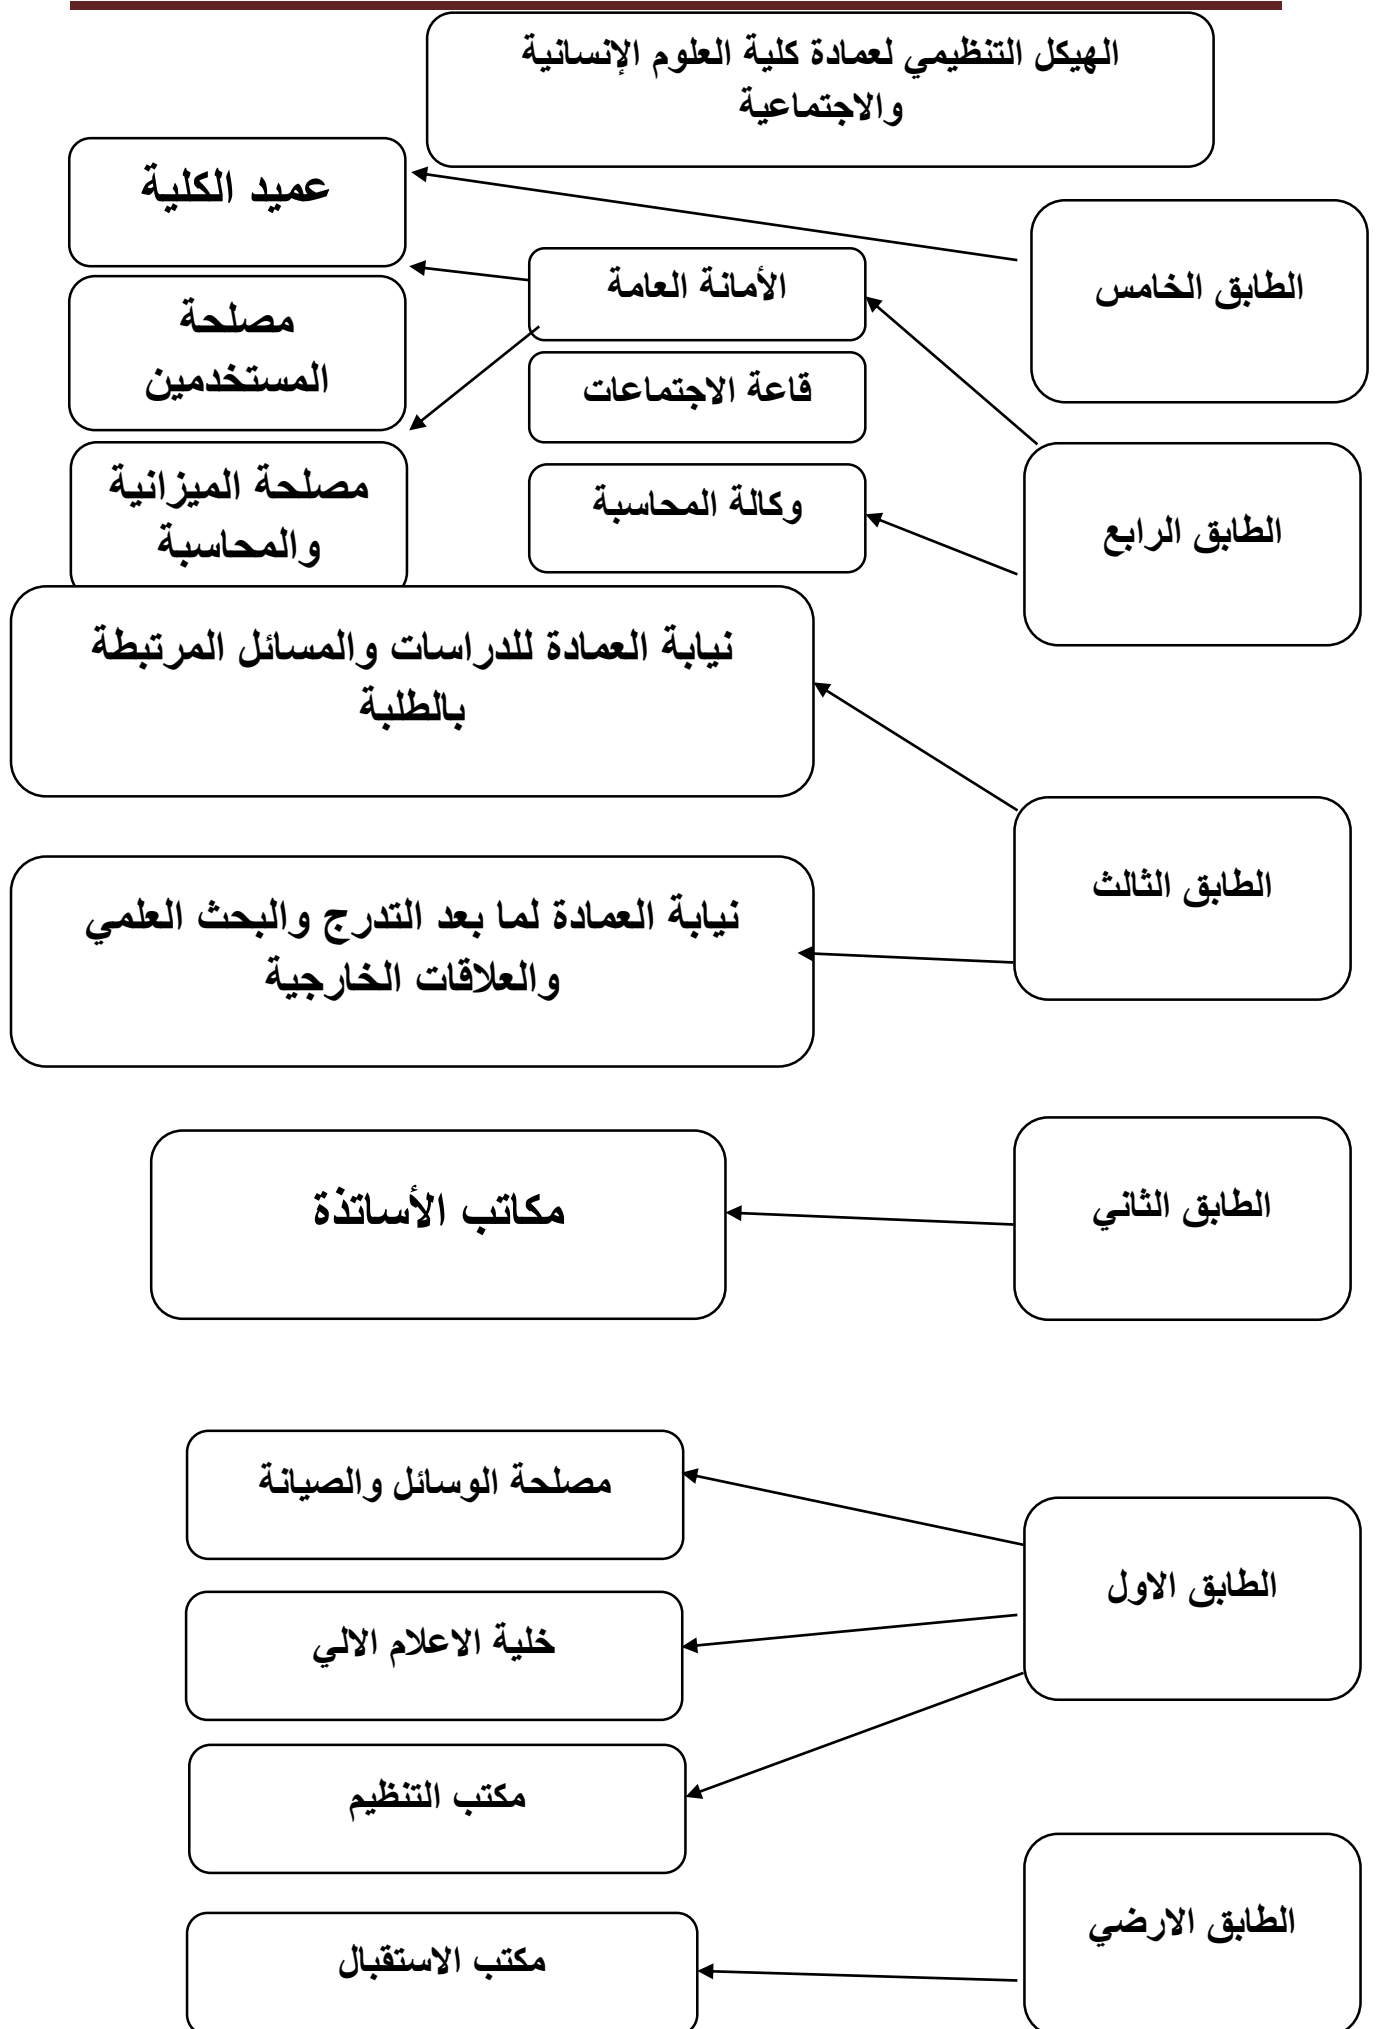 الهيكل التنظيمي لعمادة كلية العلوم الإنسانية
والاجتماعية
الطابق الخامس
عميد الكلية
الطابق الرابع
الأمانة العامة
قاعة الاجتماعات
وكالة المحاسبة
مصلحة
المستخدمين
مصلحة الميزانية
والمحاسبة
الطابق الثالث
نيابة العمادة للدراسات والمسائل المرتبطة
بالطلبة
نيابة العمادة لما بعد التدرج والبحث العلمي
والعلاقات الخارجية
الطابق الثاني
مكاتب الأساتذة
الطابق الاول
مصلحة الوسائل والصيانة
خلية الاعلام الالي
مكتب التنظيم
الطابق الارضي
مكتب الاستقبال